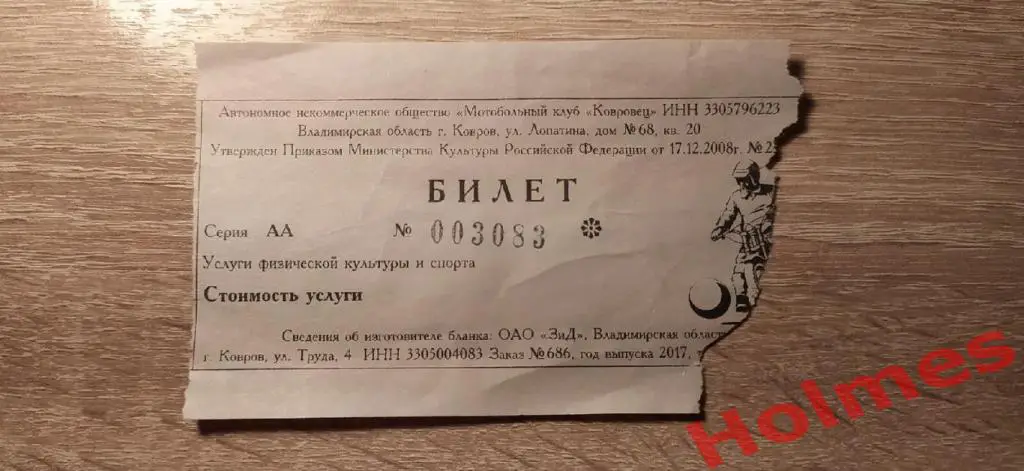 Автономное некоммерческое общество «Мотобольный клуб «Ковровец» ИНН 3305796223
Владимирская область г. Ковров, ул. Лопатина, дом №68, кв. 20
Утвержден Приказом Министерства Культуры Российской Федерации от 17.12.2008г. №2
БИЛЕТ
Серия АА № 003083
Услуги физической культуры и спорта
Стоимость услуги
Сведения об изготовителе бланка: ОАО «ЗиД», Владимирская облас
г. Ковров, ул. Труда, 4 ИНН 3305004083 Заказ №686, год выпуска 2017,
Holmes